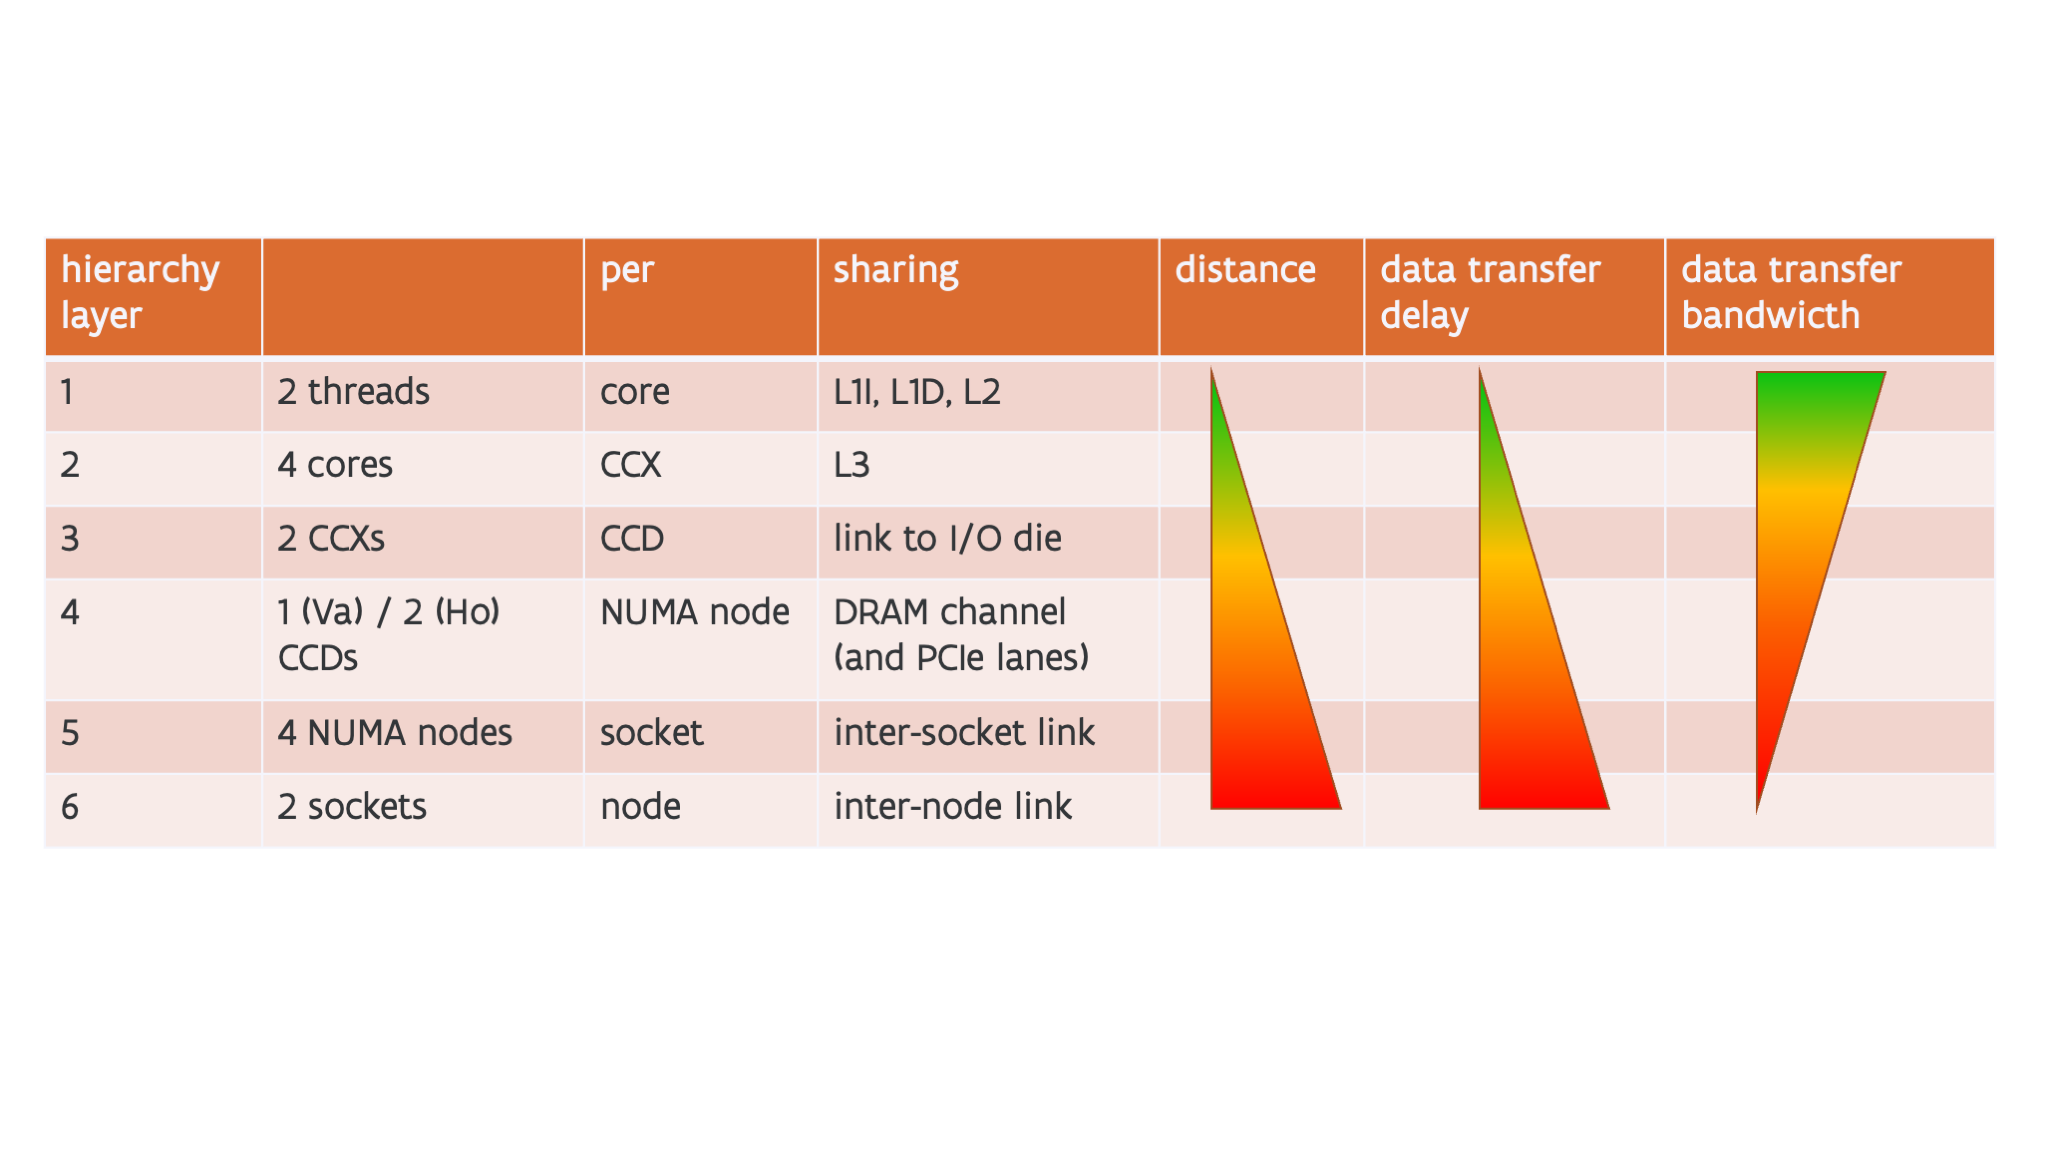 hierarchy layer | | per | sharing | distance | data transfer delay | data transfer bandwicth
1 | 2 threads | core | L1I, L1D, L2
2 | 4 cores | CCX | L3
3 | 2 CCXs | CCD | link to I/O die
4 | 1 (Va) / 2 (Ho) CCDs | NUMA node | DRAM channel (and PCIe lanes)
5 | 4 NUMA nodes | socket | inter-socket link
6 | 2 sockets | node | inter-node link